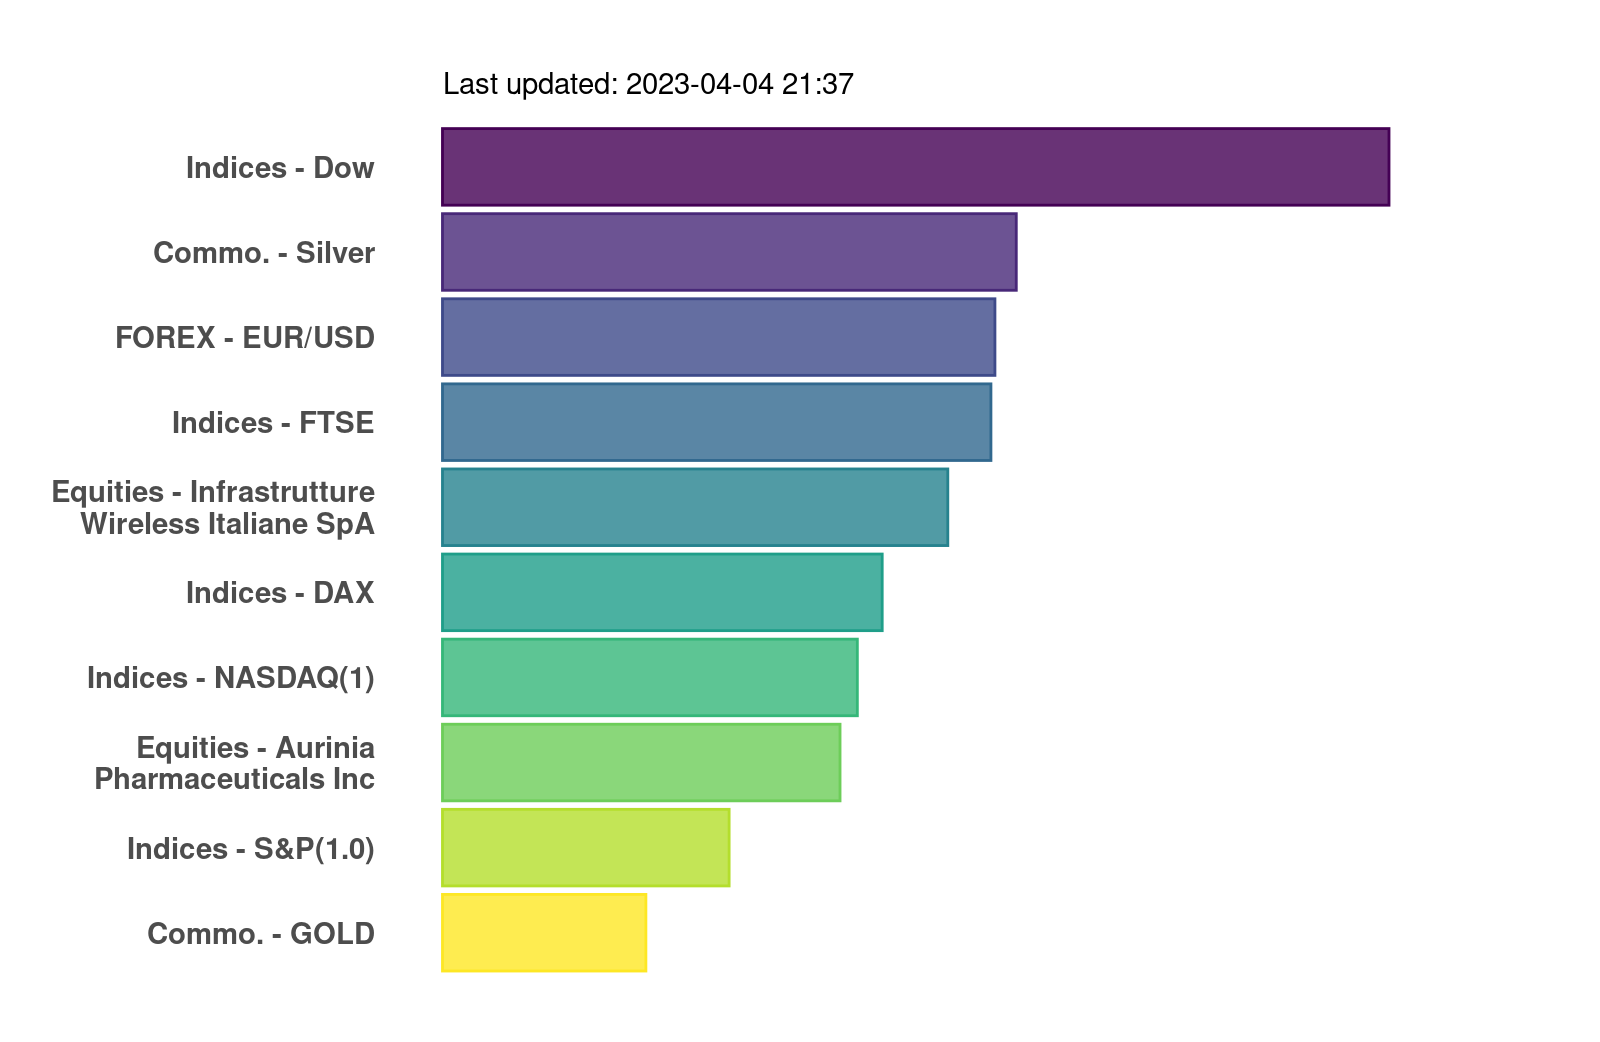 Last updated: 2023-04-04 21:37
Indices - Dow
Commo. - Silver
FOREX - EUR/USD
Indices - FTSE
Equities - Infrastrutture
Wireless Italiane SpA
Indices - DAX
Indices - NASDAQ(1)
Equities - Aurinia
Pharmaceuticals Inc
Indices - S&P(1.0)
Commo. - GOLD